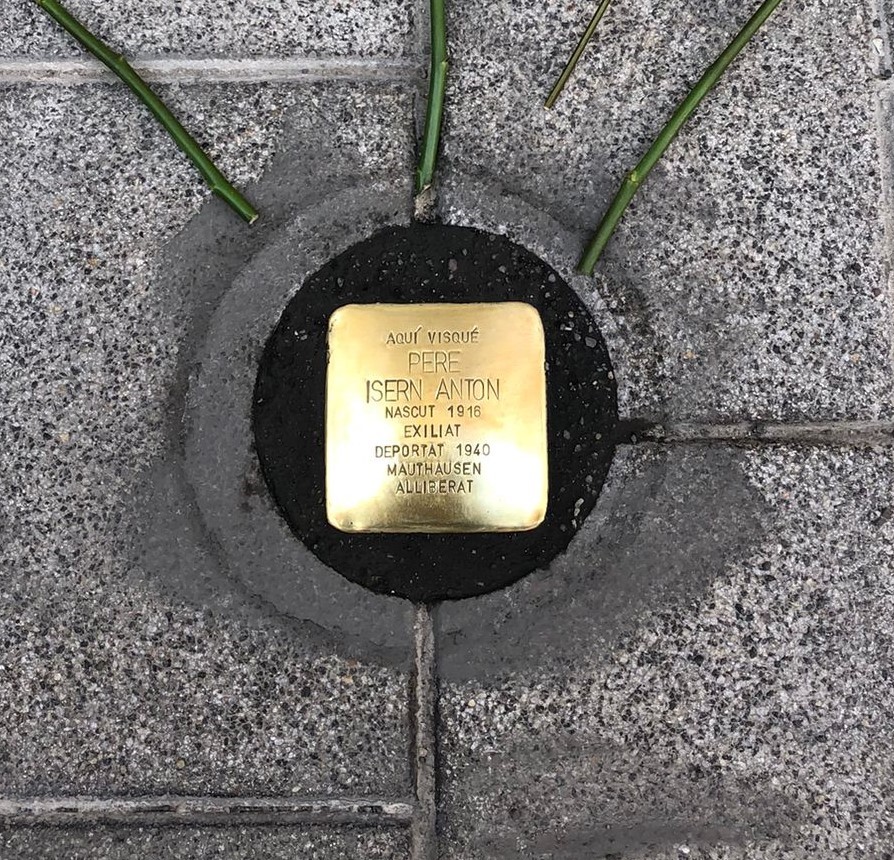 AQUÍ VISQUÉ
PERE
ISERN ANTON
NASCUT 1916
EXILIAT
DEPORTAT 1940
MAUTHAUSEN
ALLIBERAT